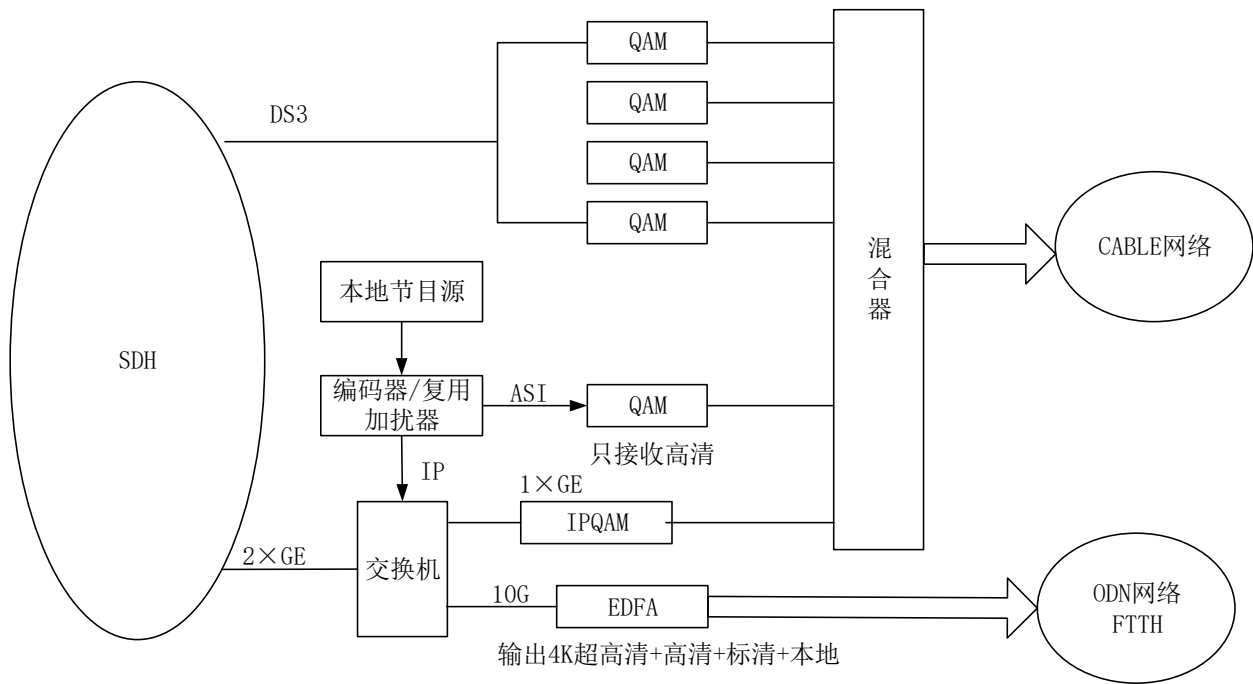 QAM
DS3
QAM
QAM
QAM
混合器
CABLE网络
本地节目源
SDH
编码器/复用
加扰器
ASI
QAM
只接收高清
IP
1×GE
IPQAM
2×GE
交换机
10G
EDFA
ODN网络
FTTH
输出4K超高清+高清+标清+本地